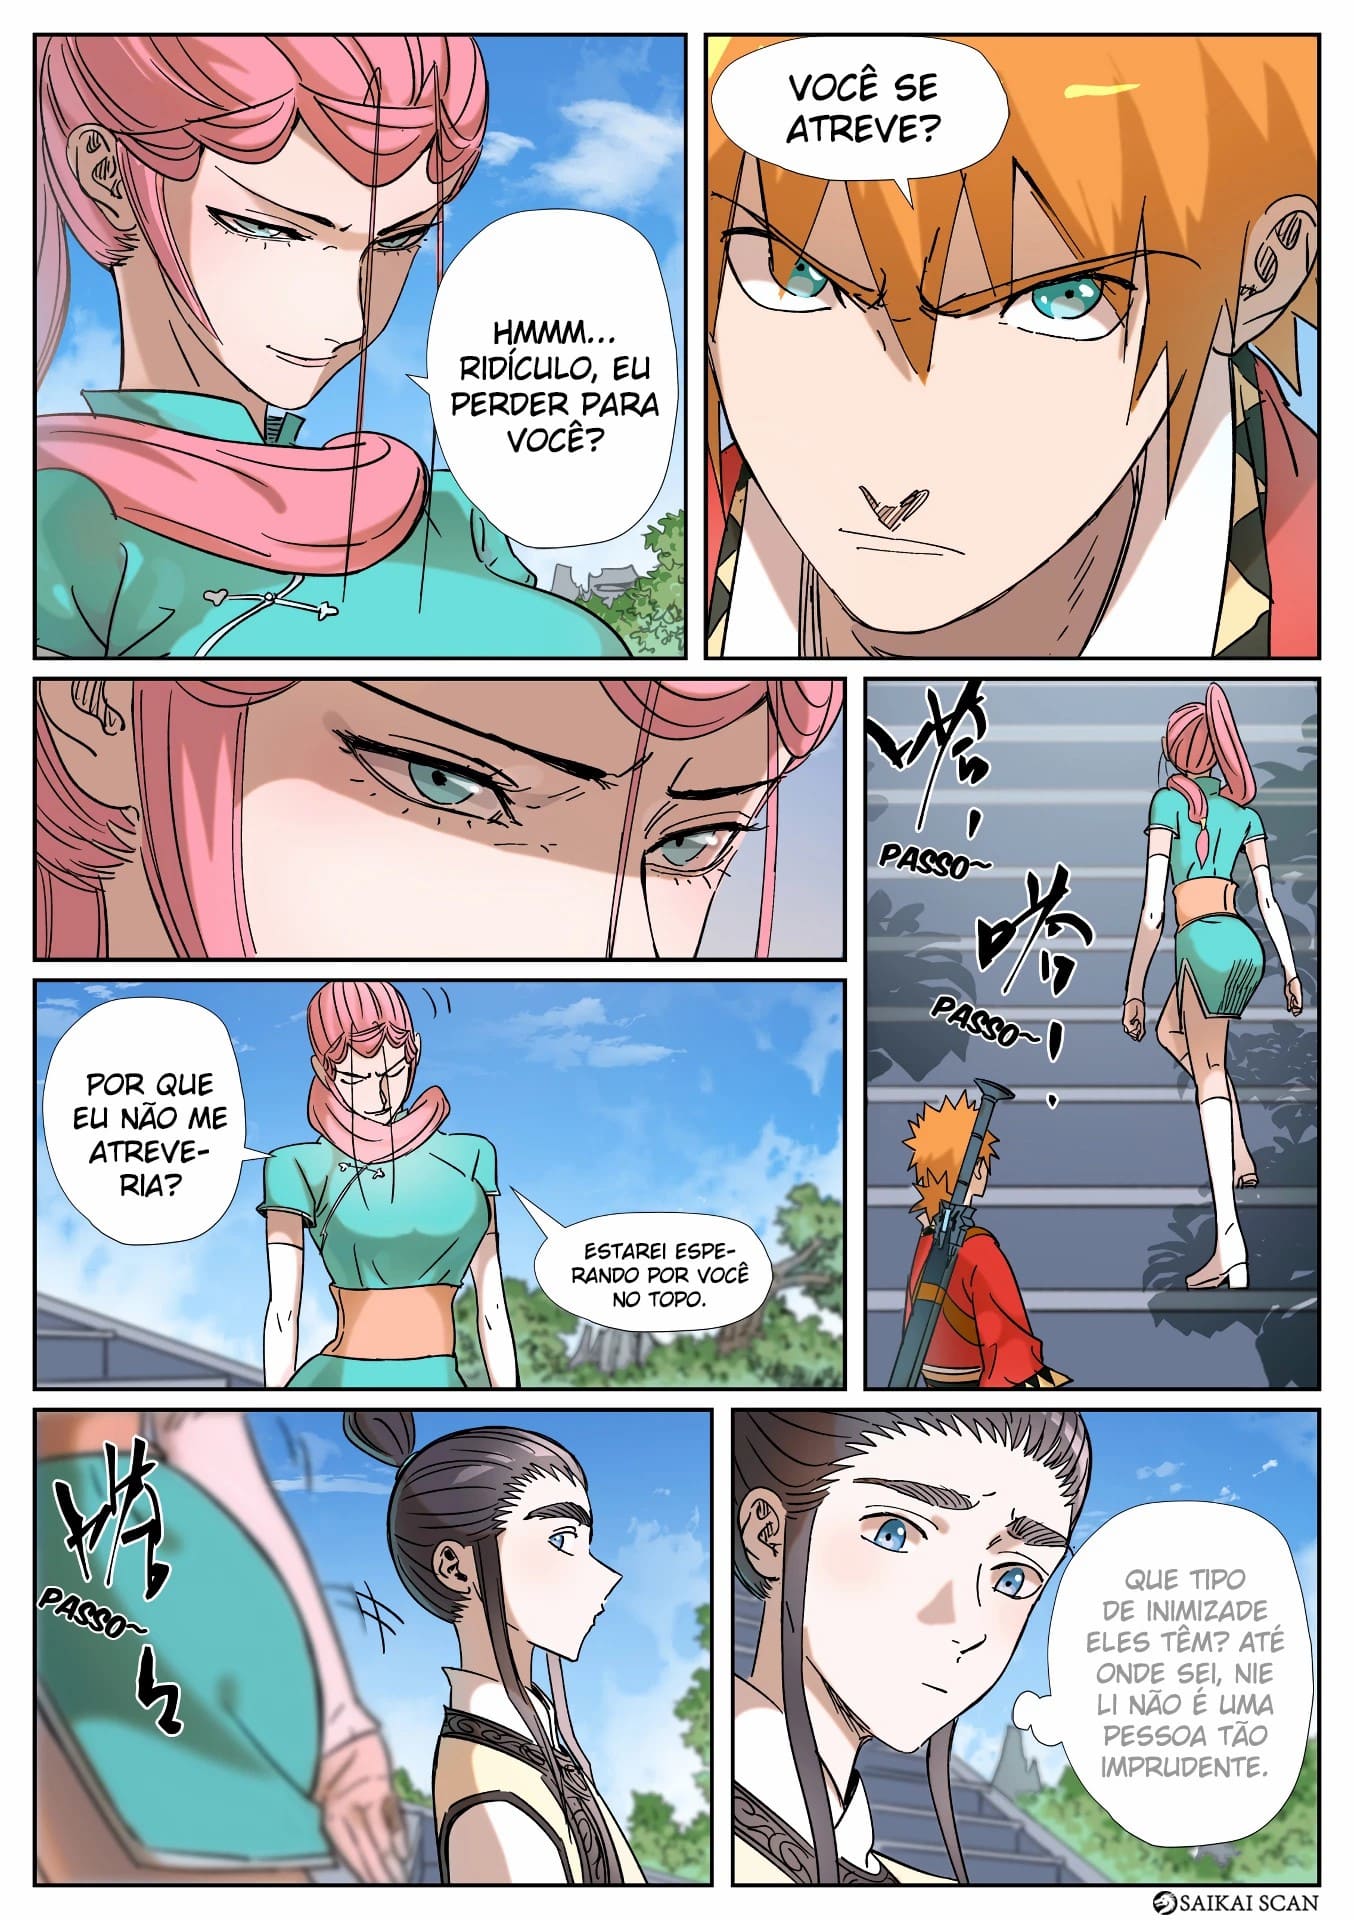 HMMM...
RIDÍCULO, EU
PERDER PARA
VOCÊ?
VOCÊ SE
ATREVE?
PASSO~
PASSO~
POR QUE
EU NÃO ME
ATREVE-
RIA?
ESTAREI ESPE-
RANDO POR VOCÊ
NO TOPO.
PASSO~
QUE TIPO
DE INIMIZADE
ELES TÊM? ATÉ
ONDE SEI, NIE
LI NÃO É UMA
PESSOA TÃO
IMPRUDENTE.
SAIKAI SCAN